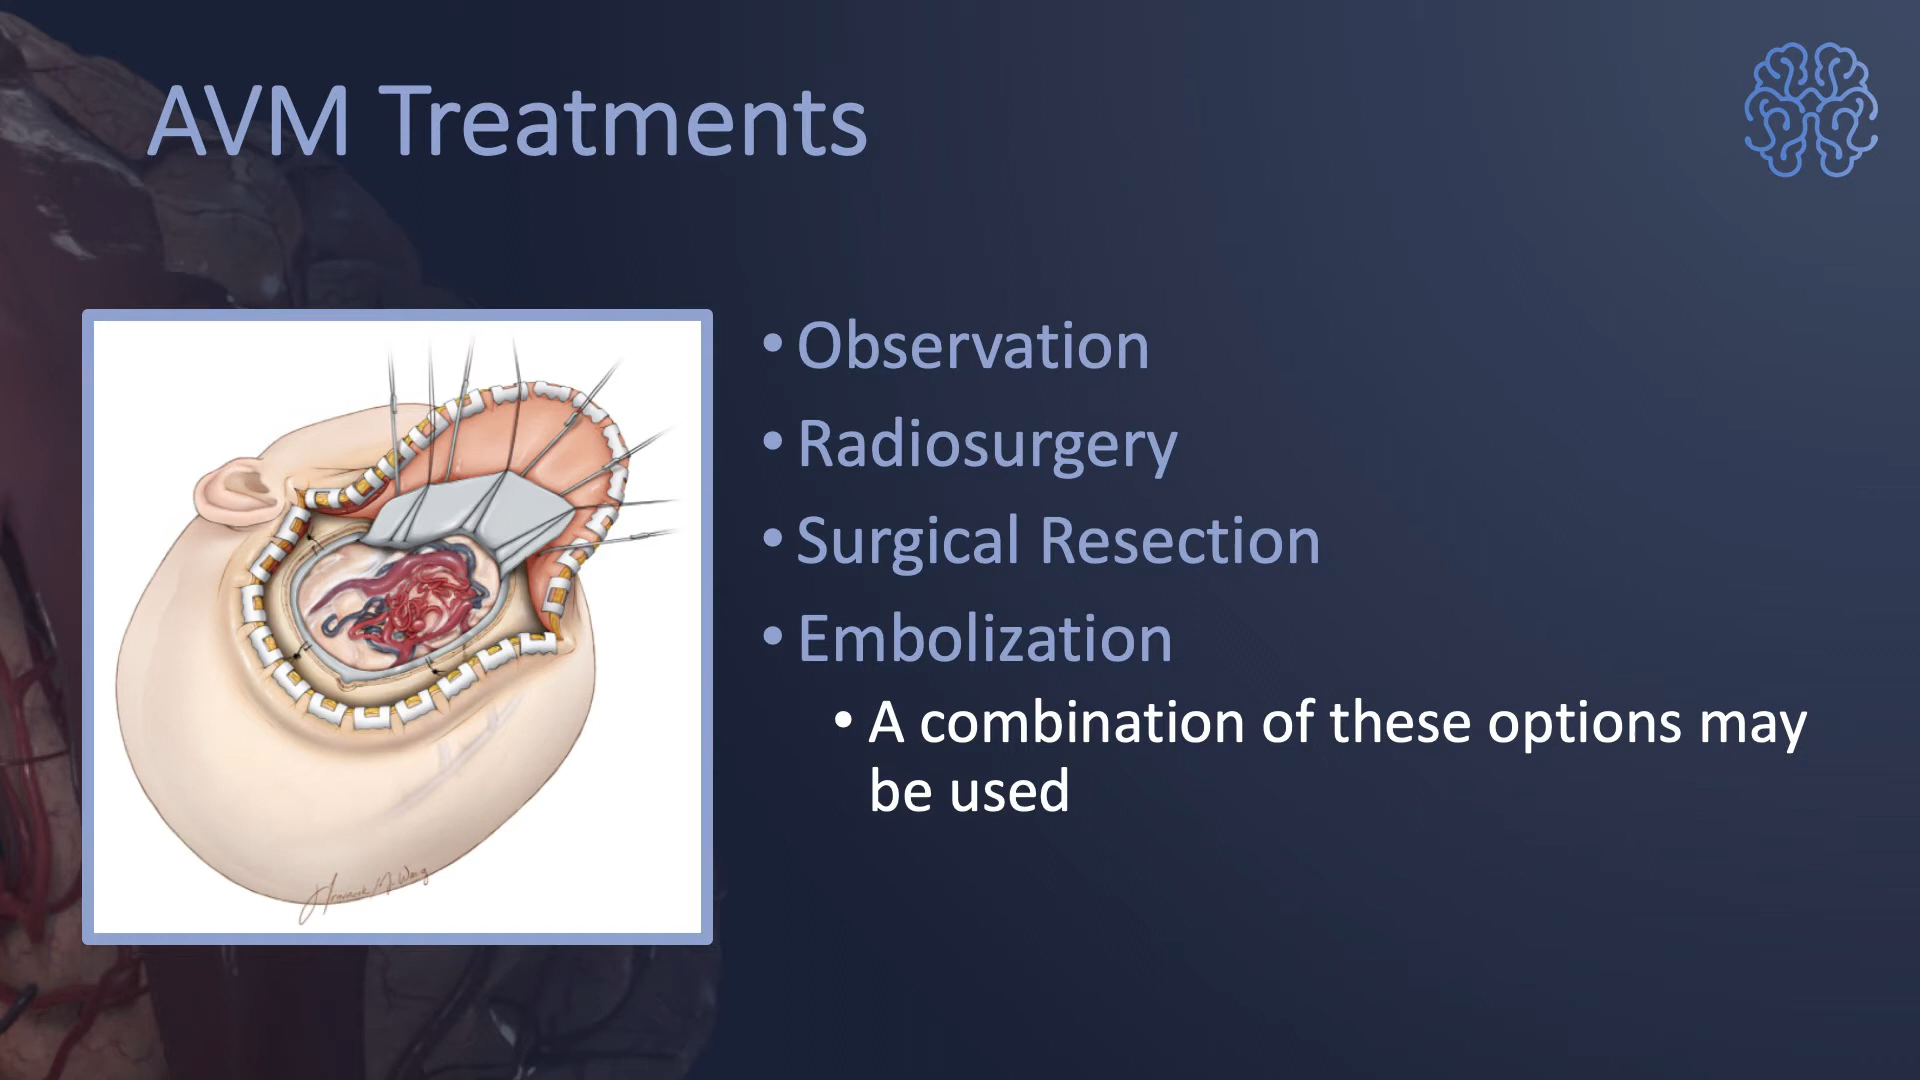 AVM Treatments
• Observation
• Radiosurgery
• Surgical Resection
• Embolization
• A combination of these options may
be used